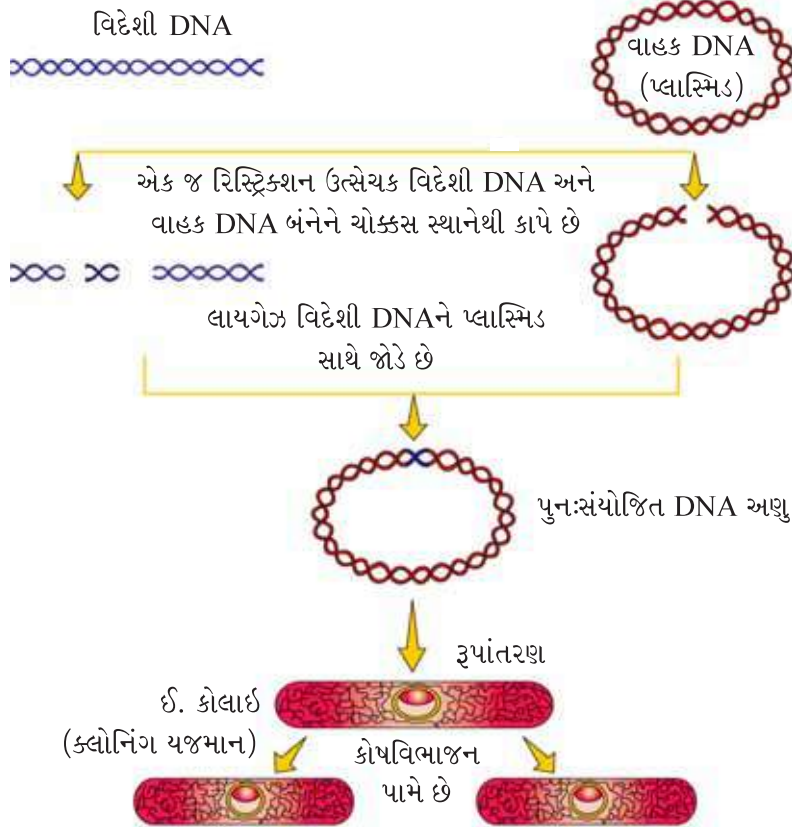 વિદેશી DNA
વાહક DNA
(પ્લાસ્મિડ)
એક જ રિસ્ટ્રિક્શન ઉત્સેચક વિદેશી DNA અને
વાહક DNA બંનેને ચોક્કસ સ્થાનેથી કાપે છે
લાયગેઝ વિદેશી DNAને પ્લાસ્મિડ
સાથે જોડે છે
પુનઃસંયોજિત DNA અણુ
રૂપાંતરણ
ઈ. કોલાઇ
(ક્લોનિંગ યજમાન)
કોષવિભાજન
પામે છે